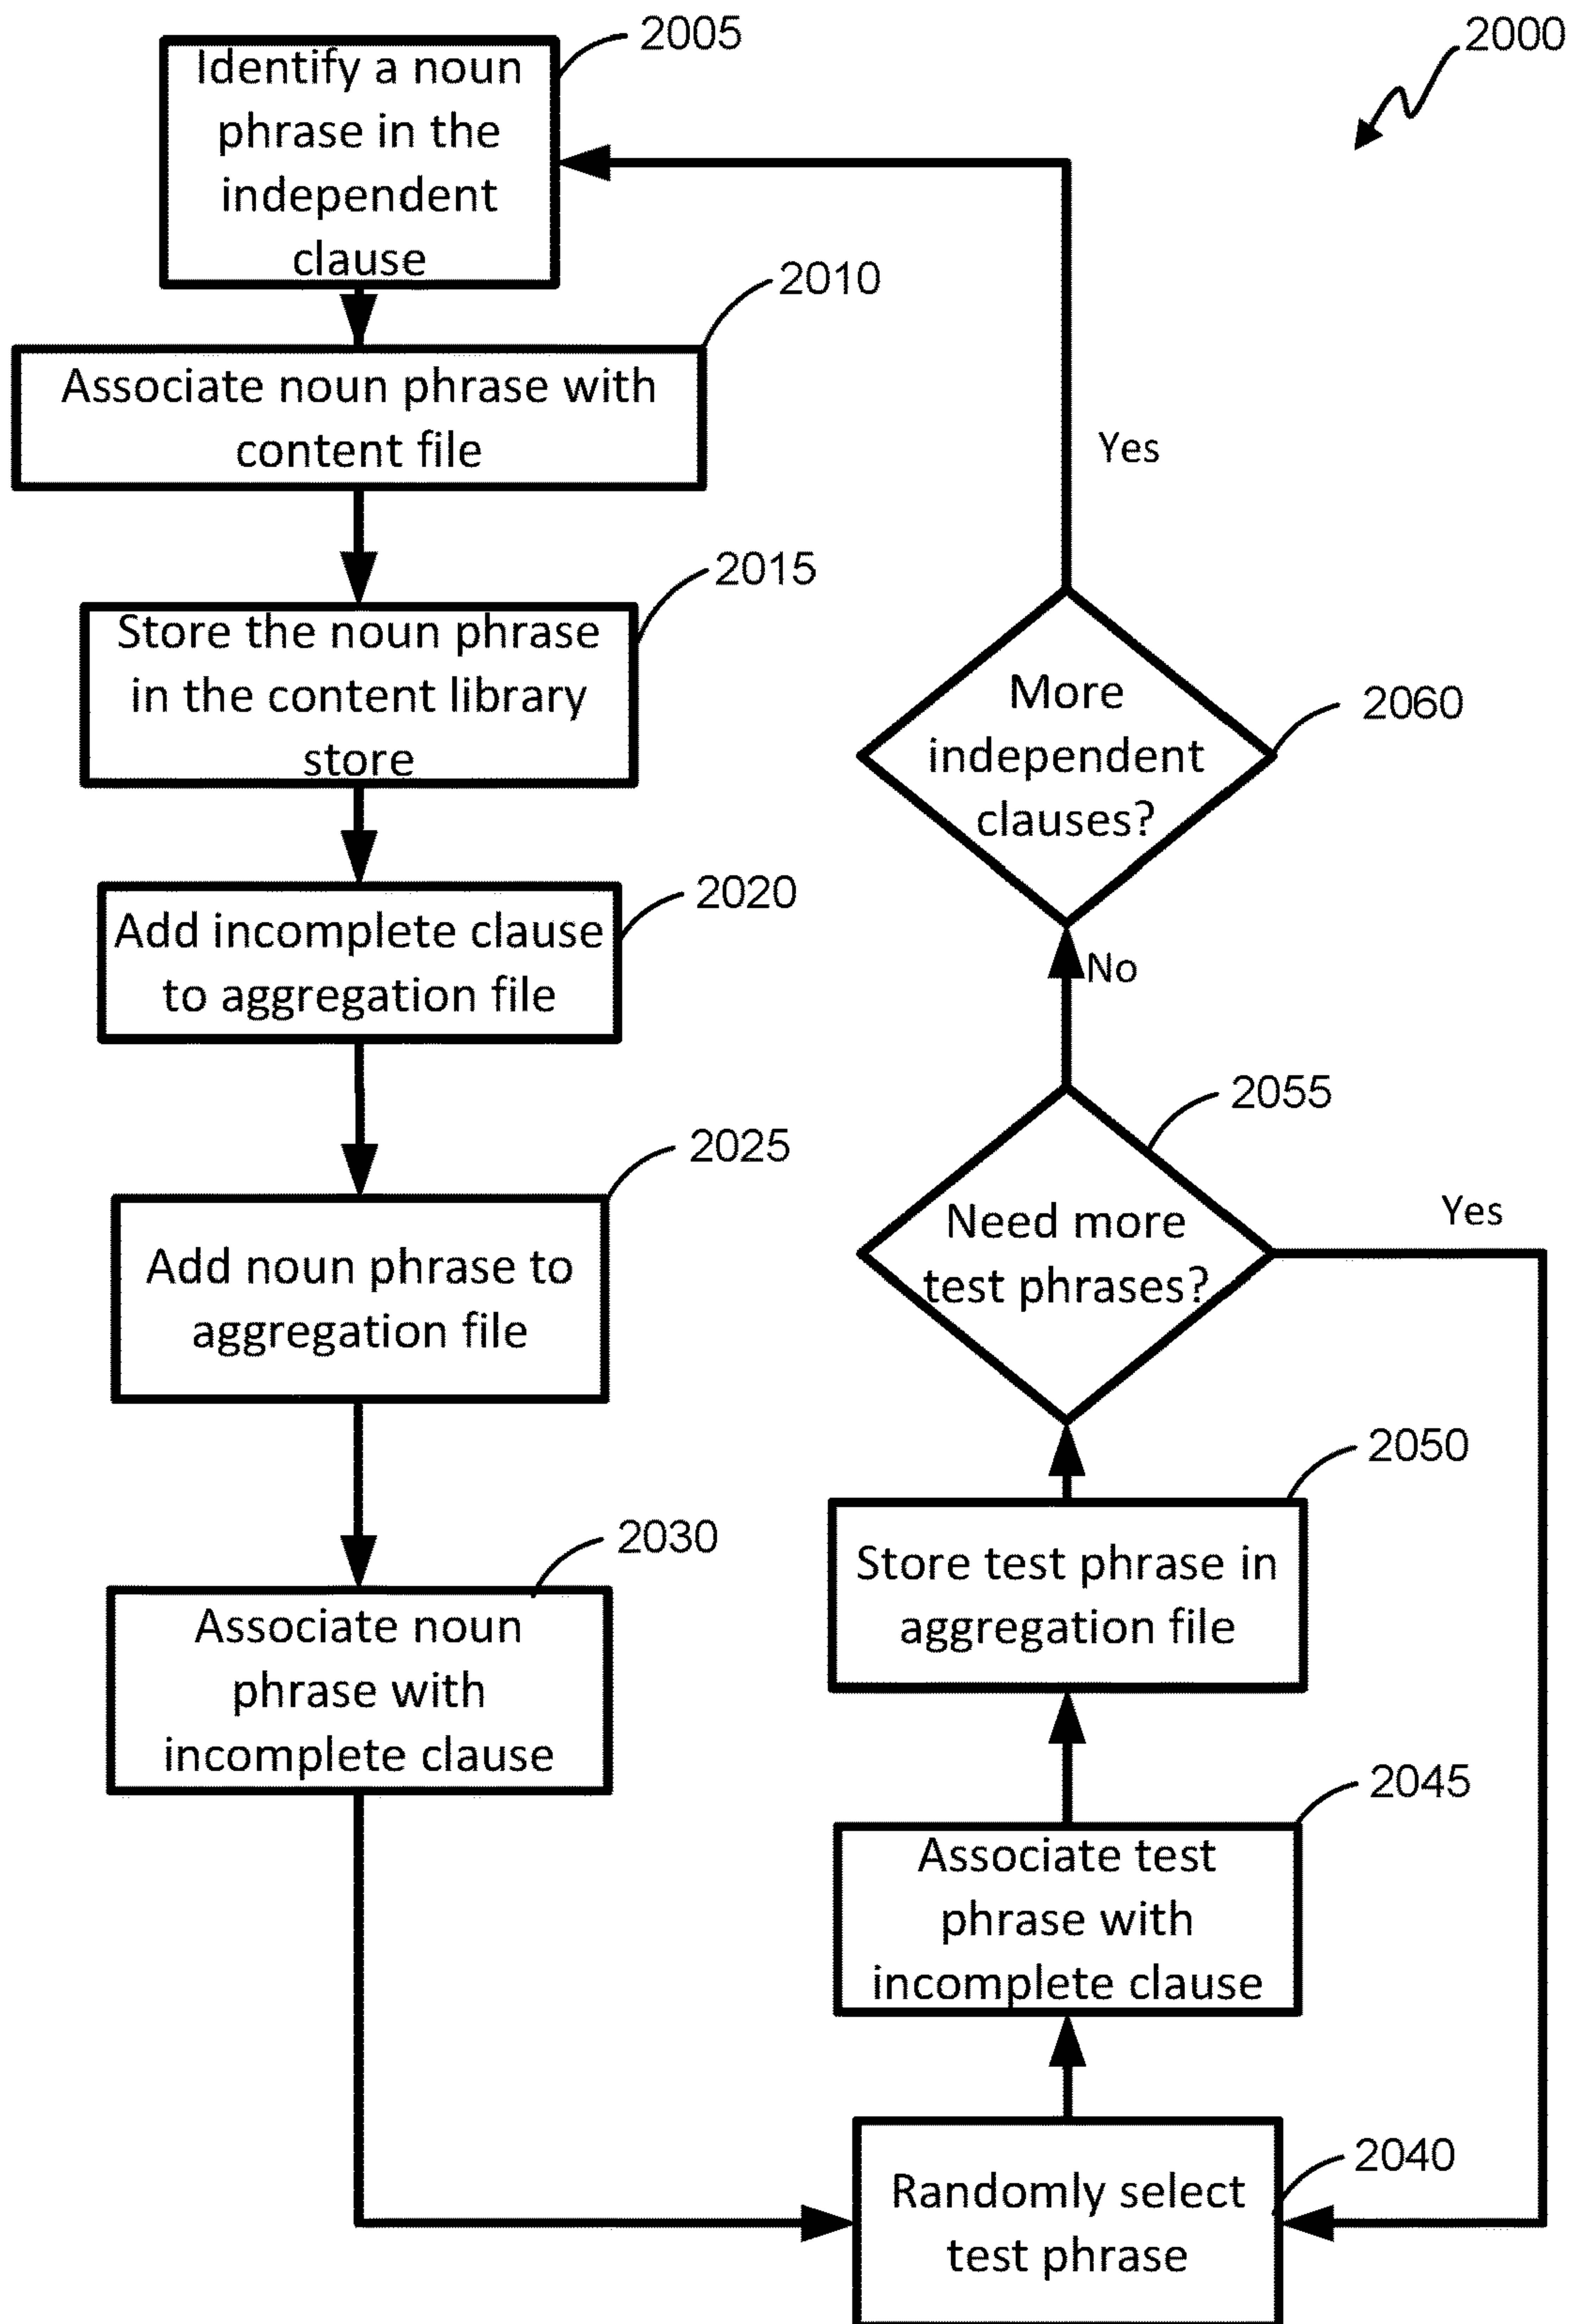 2000
2005
Identify a noun
phrase in the
independent
clause
2010
Associate noun phrase with
content file
2015
Store the noun phrase
in the content library
store
2020
Add incomplete clause
to aggregation file
2025
Add noun phrase to
aggregation file
2030
Associate noun
phrase with
incomplete clause
2040
Randomly select
test phrase
2045
Associate test
phrase with
incomplete clause
2050
Store test phrase in
aggregation file
2055
Need more
test phrases?
Yes
No
2060
More
independent
clauses?
Yes